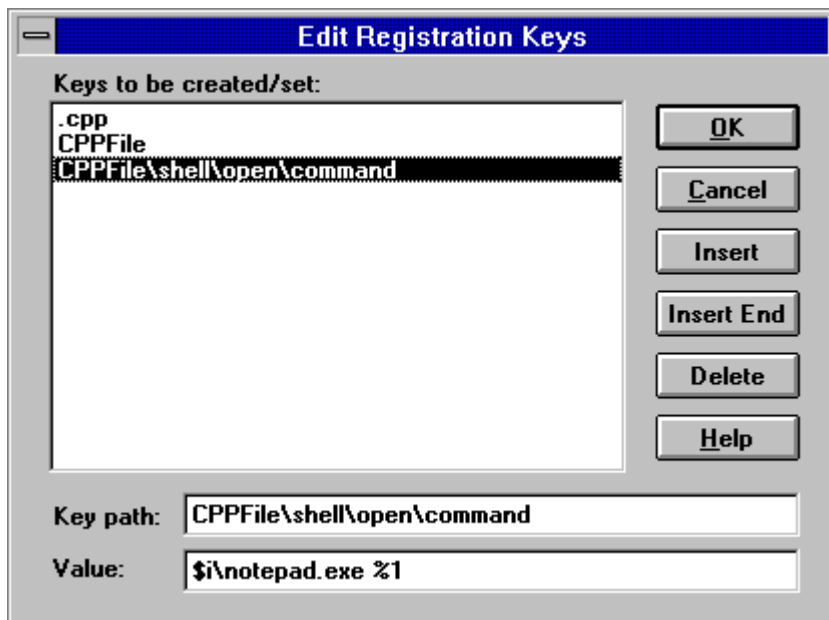 Edit Registration Keys
Keys to be created/set:
.cpp
CPPFile
CPPFile\shell\open\command
OK
Cancel
Insert
Insert End
Delete
Help
Key path: CPPFile\shell\open\command
Value: $i\notepad.exe %1